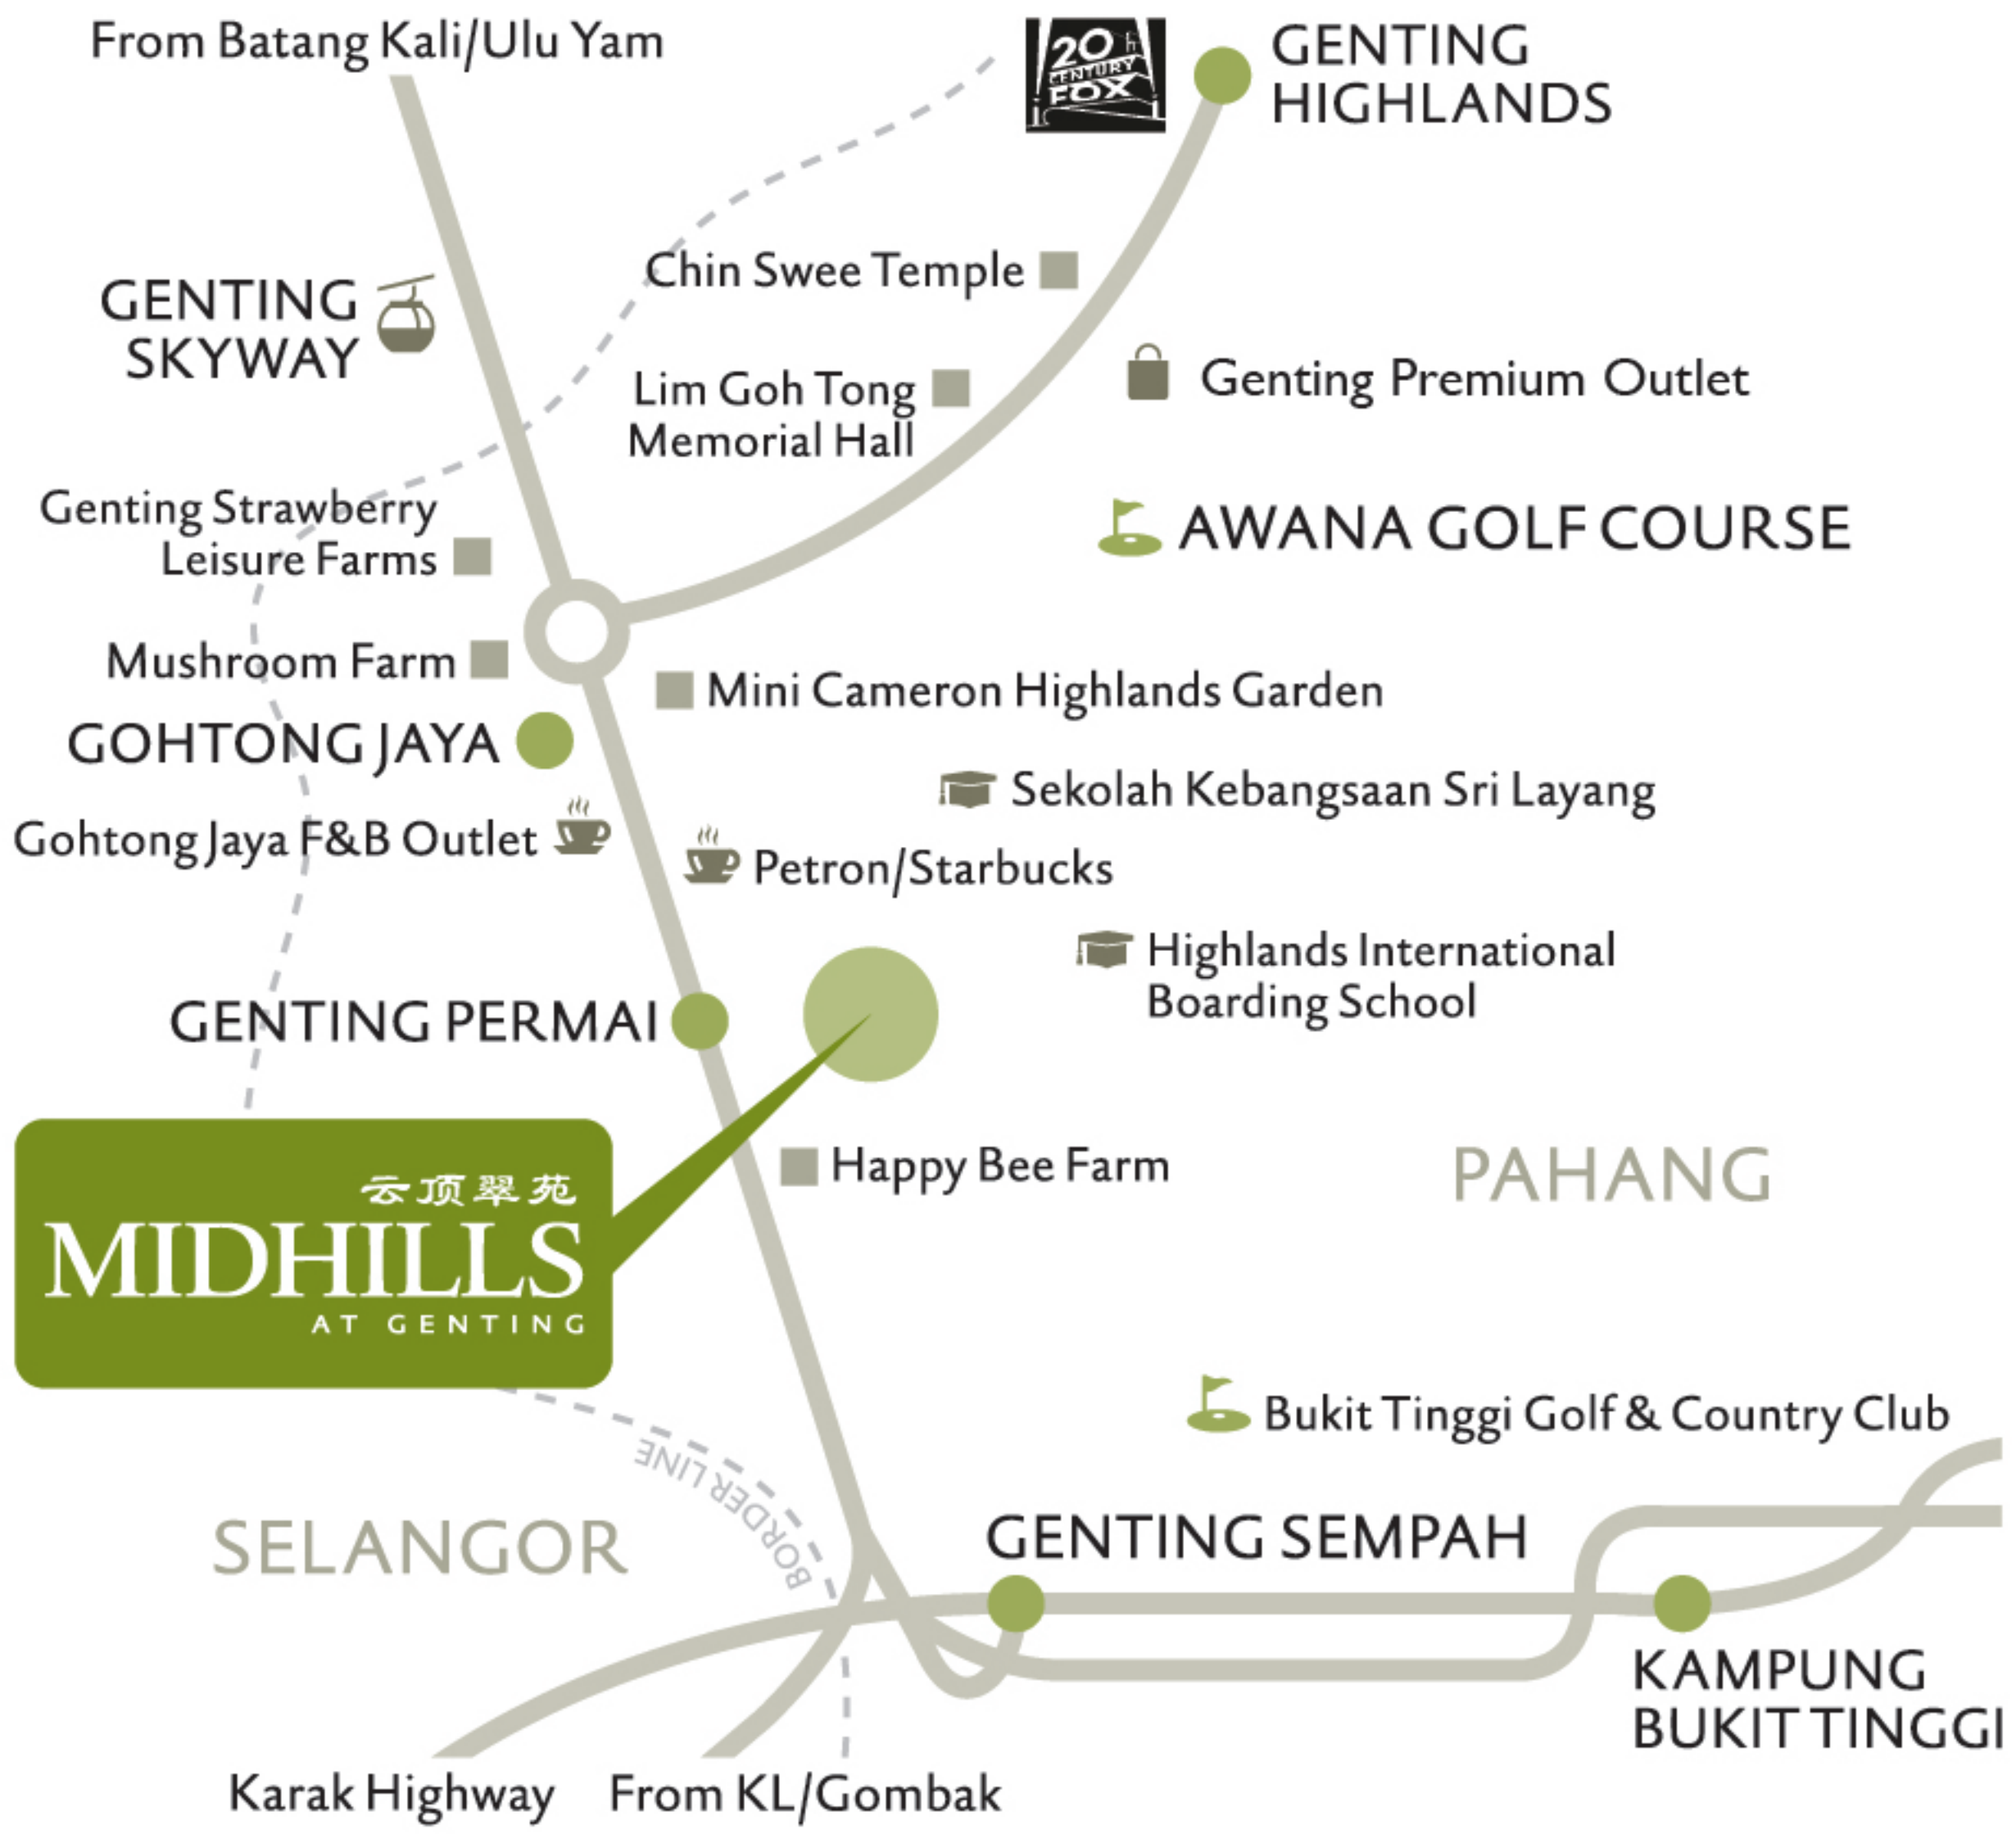 From Batang Kali/Ulu Yam
20th
CENTURY
FOX
GENTING
HIGHLANDS
Chin Swee Temple
GENTING
SKYWAY
Lim Goh Tong
Memorial Hall
Genting Premium Outlet
Genting Strawberry
Leisure Farms
AWANA GOLF COURSE
Mushroom Farm
Mini Cameron Highlands Garden
GOHTONG JAYA
Sekolah Kebangsaan Sri Layang
Gohtong Jaya F&B Outlet
Petron/Starbucks
Highlands International
Boarding School
GENTING PERMAI
Happy Bee Farm
PAHANG
云顶翠苑
MIDHILLS
AT GENTING
Bukit Tinggi Golf & Country Club
BORDER LINE
SELANGOR
GENTING SEMPAH
KAMPUNG
BUKIT TINGGI
Karak Highway
From KL/Gombak